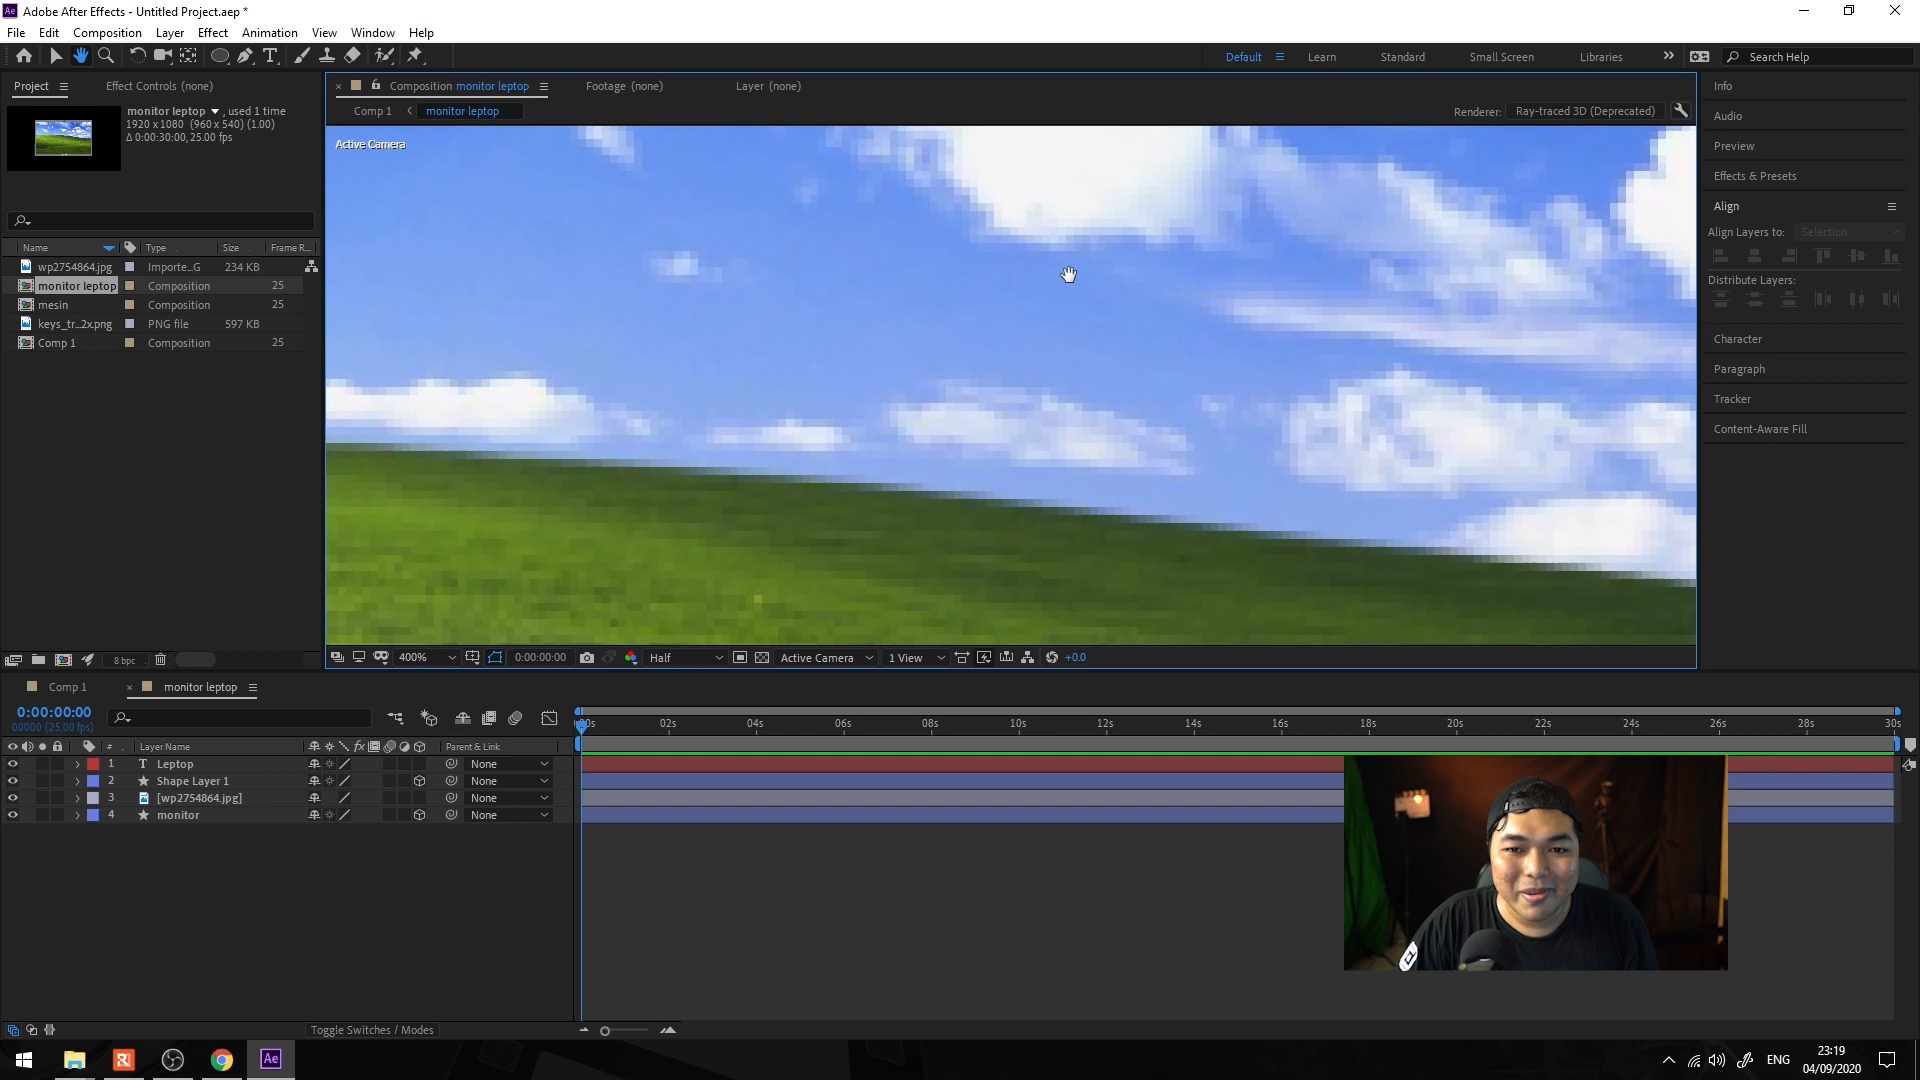 Ae Adobe After Effects - Untitled Project.aep *
File Edit Composition Layer Effect Animation View Window Help
Default Learn Standard Small Screen Libraries Search Help
Project Effect Controls (none)
monitor leptop , used 1 time
1920 x 1080 (960 x 540) (1.00)
Δ 0:00:30:00, 25.00 fps
Name Type Size Frame R...
wp2754864.jpg Importe...G 234 KB
monitor leptop Composition 25
mesin Composition 25
keys_tr...2x.png PNG file 597 KB
Comp 1 Composition 25
8 bpc
Composition monitor leptop Footage (none) Layer (none)
Comp 1 monitor leptop Renderer: Ray-traced 3D (Deprecated)
Active Camera
400% 0:00:00:00 Half Active Camera 1 View +0.0
Info
Audio
Preview
Effects & Presets
Align
Align Layers to: Selection
Distribute Layers:
Character
Paragraph
Tracker
Content-Aware Fill
Comp 1 monitor leptop
0:00:00:00
00000 (25.00 fps)
:00s 02s 04s 06s 08s 10s 12s 14s 16s 18s 20s 22s 24s 26s 28s 30s
# Layer Name fx Parent & Link
1 T Leptop None
2 Shape Layer 1 None
3 [wp2754864.jpg] None
4 monitor None
Toggle Switches / Modes
Ae ENG 23:19
04/09/2020